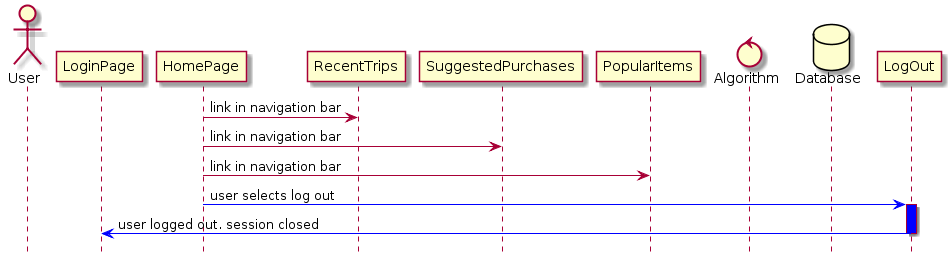 User
LoginPage
HomePage
RecentTrips
SuggestedPurchases
PopularItems
Algorithm
Database
LogOut
link in navigation bar
link in navigation bar
link in navigation bar
user selects log out
user logged out. session closed